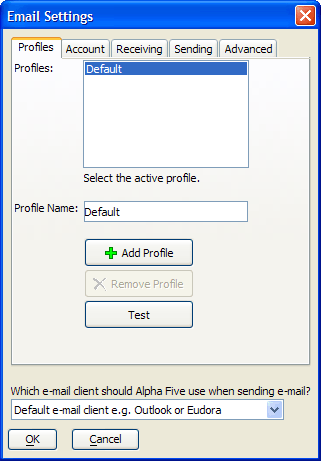 Email Settings
Profiles Account Receiving Sending Advanced
Profiles:
Default
Select the active profile.
Profile Name: Default
Add Profile
Remove Profile
Test
Which e-mail client should Alpha Five use when sending e-mail?
Default e-mail client e.g. Outlook or Eudora
OK Cancel